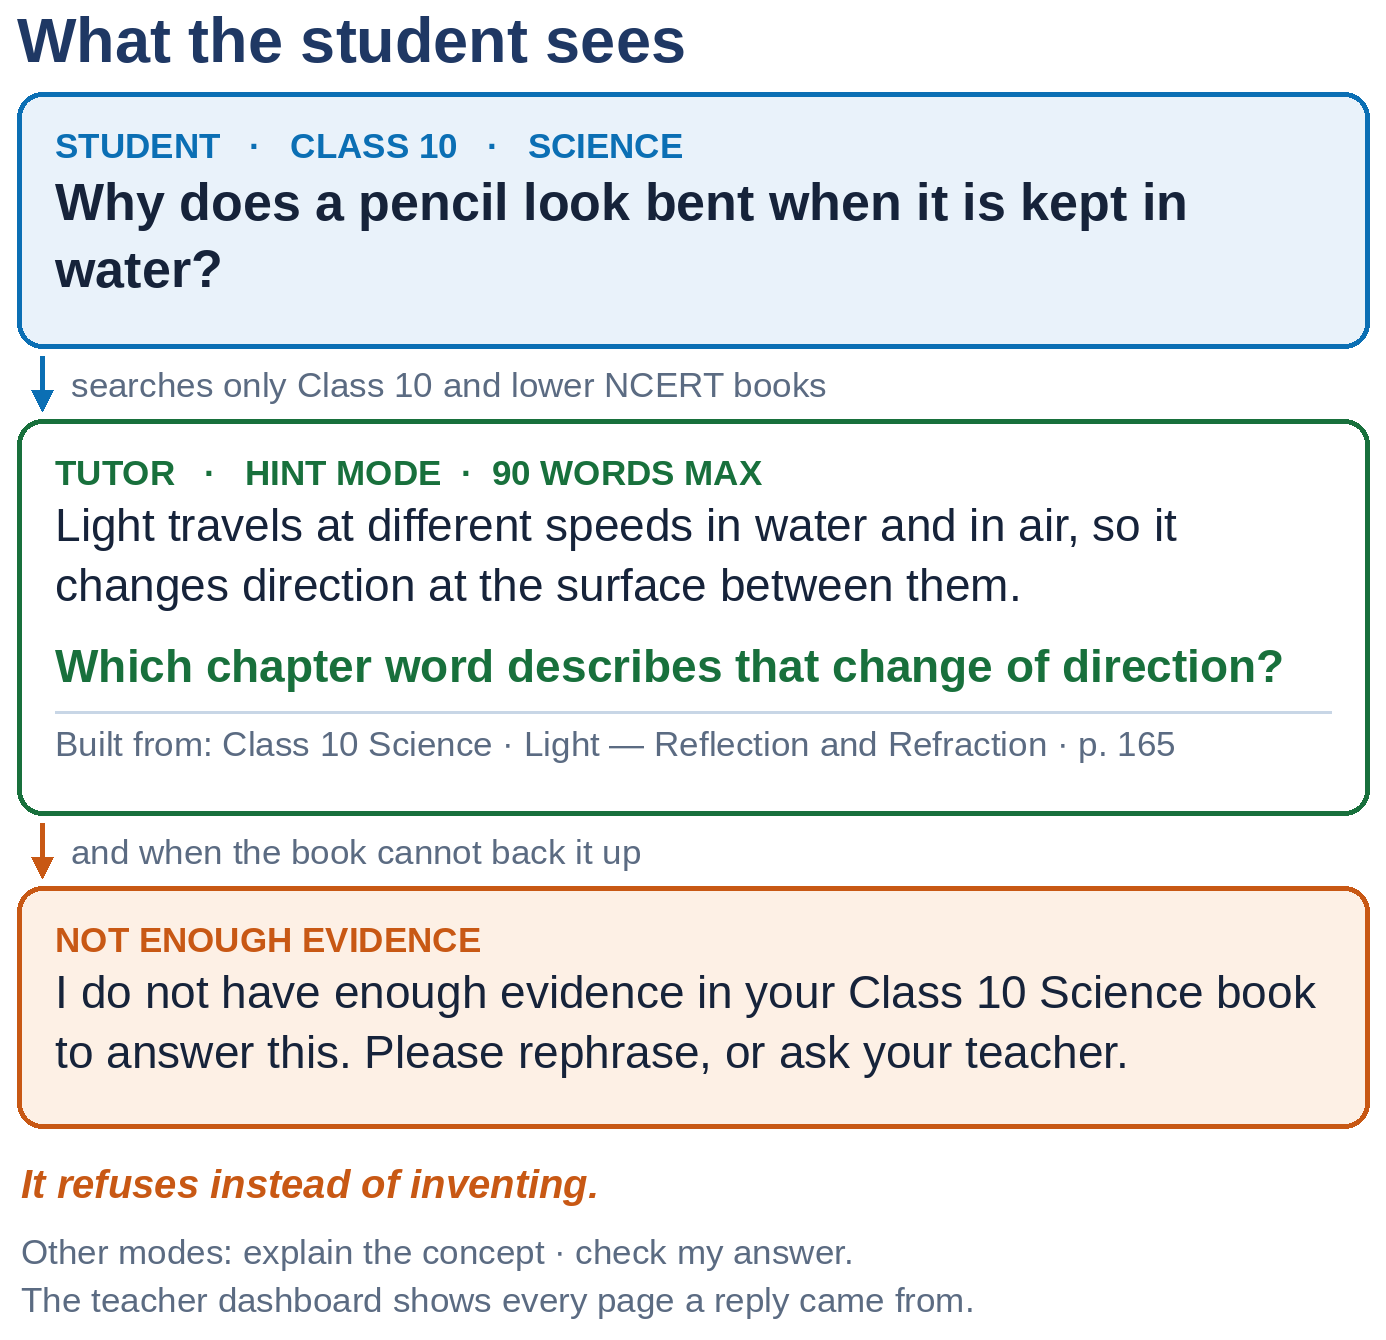 What the student sees
STUDENT · CLASS 10 · SCIENCE
Why does a pencil look bent when it is kept in
water?
searches only Class 10 and lower NCERT books
TUTOR · HINT MODE · 90 WORDS MAX
Light travels at different speeds in water and in air, so it
changes direction at the surface between them.
Which chapter word describes that change of direction?
Built from: Class 10 Science · Light — Reflection and Refraction · p. 165
and when the book cannot back it up
NOT ENOUGH EVIDENCE
I do not have enough evidence in your Class 10 Science book
to answer this. Please rephrase, or ask your teacher.
It refuses instead of inventing.
Other modes: explain the concept · check my answer.
The teacher dashboard shows every page a reply came from.